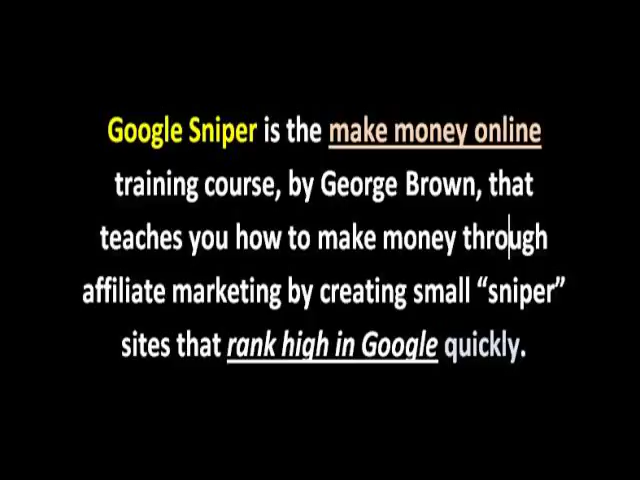 Google Sniper is the make money online
training course, by George Brown, that
teaches you how to make money through
affiliate marketing by creating small “sniper”
sites that rank high in Google quickly.